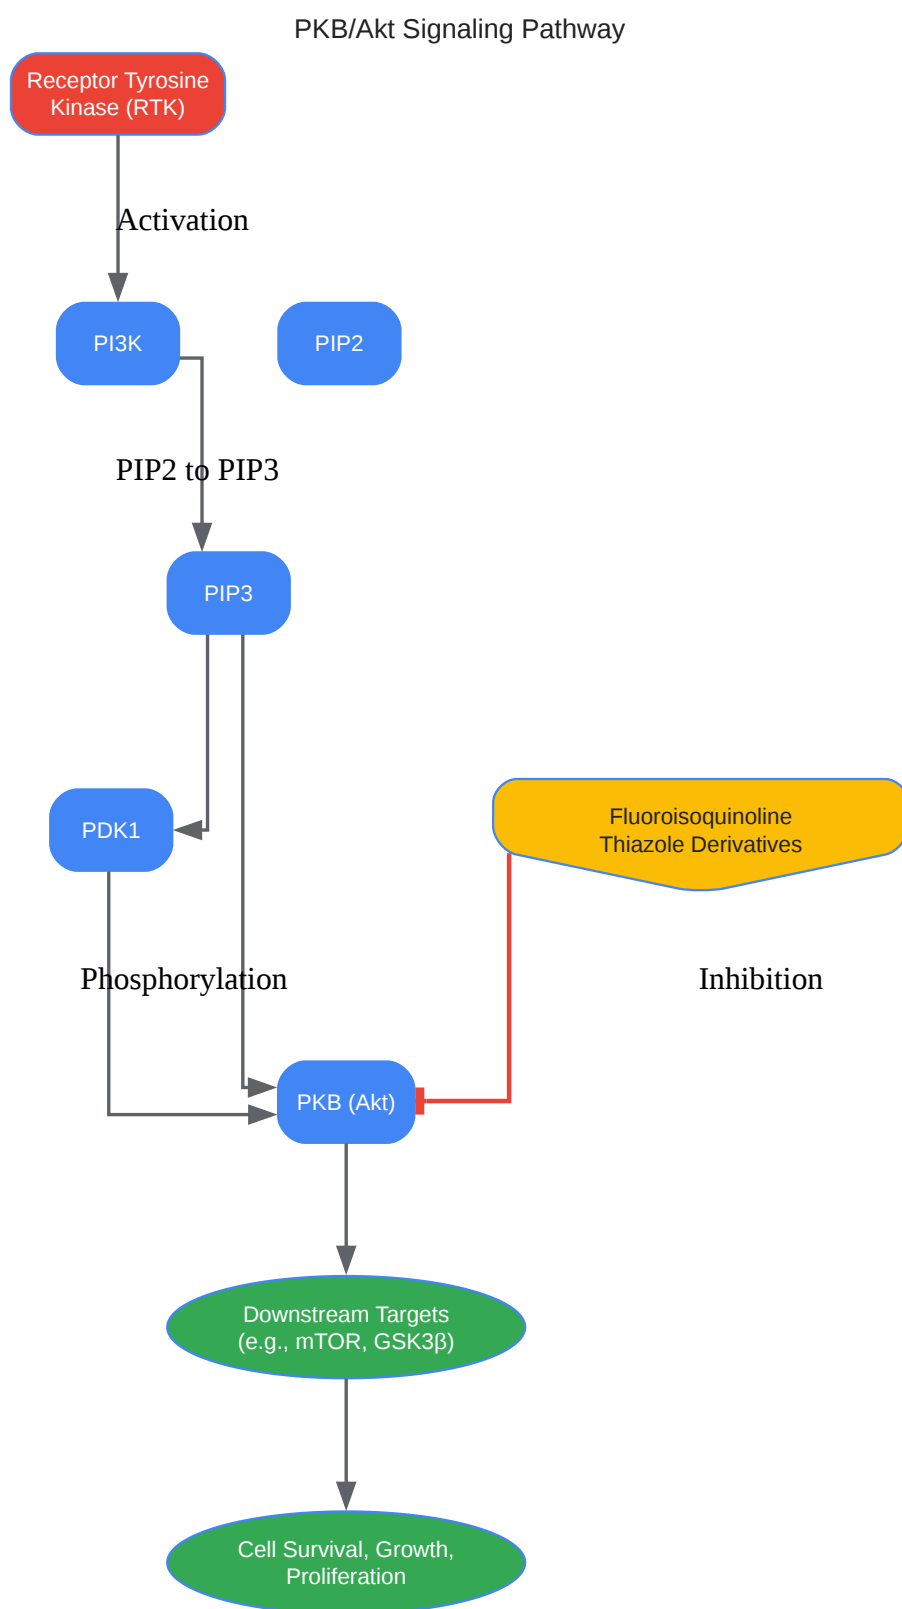 PKB/Akt Signaling Pathway
Receptor Tyrosine
Kinase (RTK)
Activation
PI3K
PIP2
PIP2 to PIP3
PIP3
PDK1
Fluoroisoquinoline
Thiazole Derivatives
Phosphorylation
Inhibition
PKB (Akt)
Downstream Targets
(e.g., mTOR, GSK3β)
Cell Survival, Growth,
Proliferation